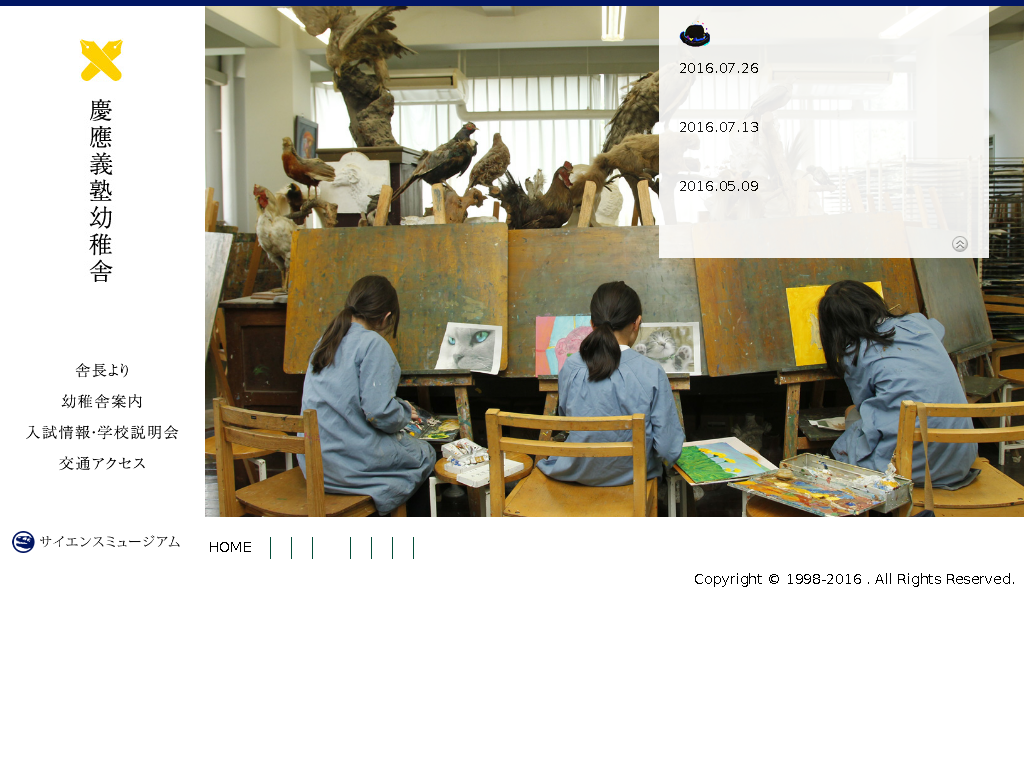 慶應義塾幼稚舎
舎長より
幼稚舎案内
入試情報・学校説明会
交通アクセス
サイエンスミュージアム
2016.07.26
2016.07.13
2016.05.09
HOME
Copyright © 1998-2016 . All Rights Reserved.